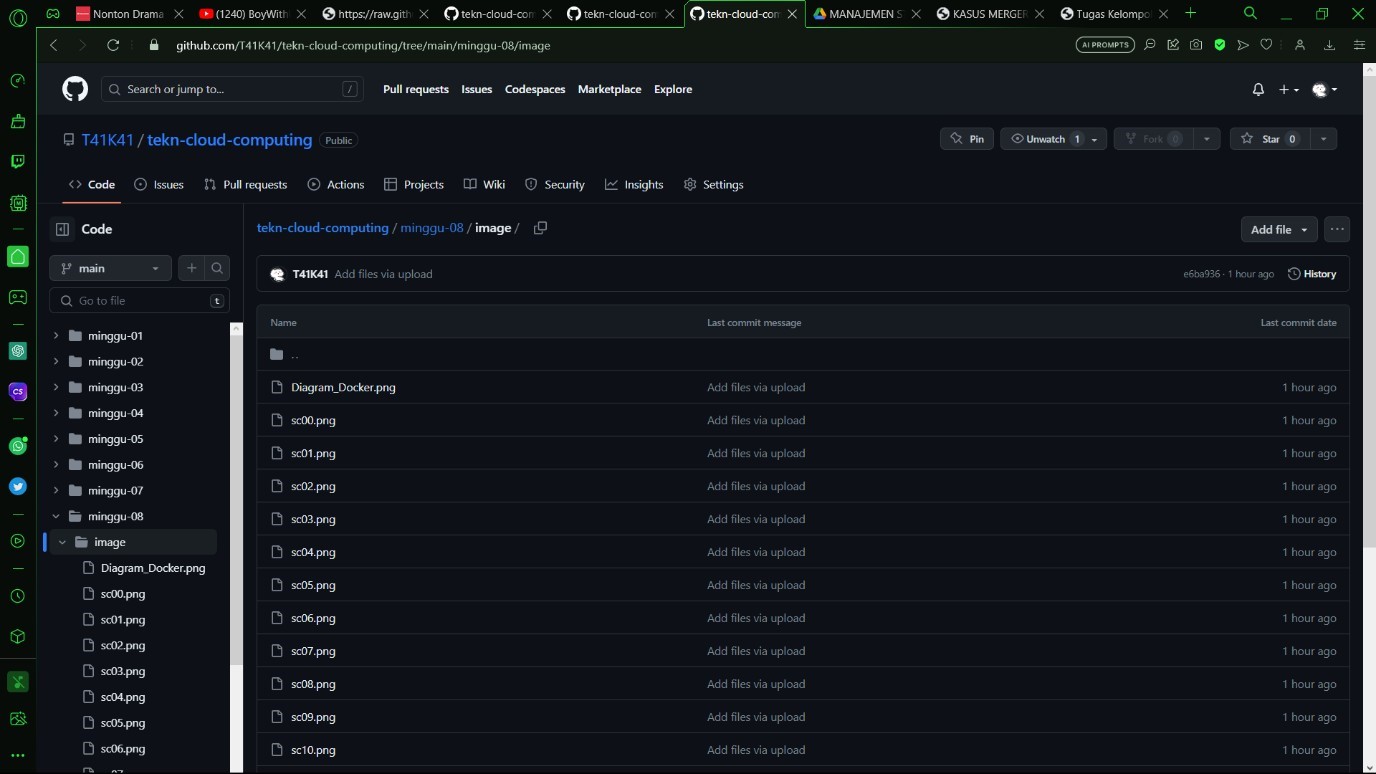 Nonton Drama
(1240) BoyWith
https://raw.gith
tekn-cloud-com
tekn-cloud-com
tekn-cloud-com
MANAJEMEN S
KASUS MERGER
Tugas Kelompol
github.com/T41K41/tekn-cloud-computing/tree/main/minggu-08/image
AI PROMPTS
Search or jump to...
/
Pull requests
Issues
Codespaces
Marketplace
Explore
T41K41 / tekn-cloud-computing Public
Pin
Unwatch 1
Fork 0
Star 0
Code
Issues
Pull requests
Actions
Projects
Wiki
Security
Insights
Settings
Code
main
Go to file t
minggu-01
minggu-02
minggu-03
minggu-04
minggu-05
minggu-06
minggu-07
minggu-08
image
Diagram_Docker.png
sc00.png
sc01.png
sc02.png
sc03.png
sc04.png
sc05.png
sc06.png
tekn-cloud-computing / minggu-08 / image /
Add file
...
T41K41 Add files via upload
e6ba936 · 1 hour ago
History
Name Last commit message Last commit date
..
Diagram_Docker.png Add files via upload 1 hour ago
sc00.png Add files via upload 1 hour ago
sc01.png Add files via upload 1 hour ago
sc02.png Add files via upload 1 hour ago
sc03.png Add files via upload 1 hour ago
sc04.png Add files via upload 1 hour ago
sc05.png Add files via upload 1 hour ago
sc06.png Add files via upload 1 hour ago
sc07.png Add files via upload 1 hour ago
sc08.png Add files via upload 1 hour ago
sc09.png Add files via upload 1 hour ago
sc10.png Add files via upload 1 hour ago